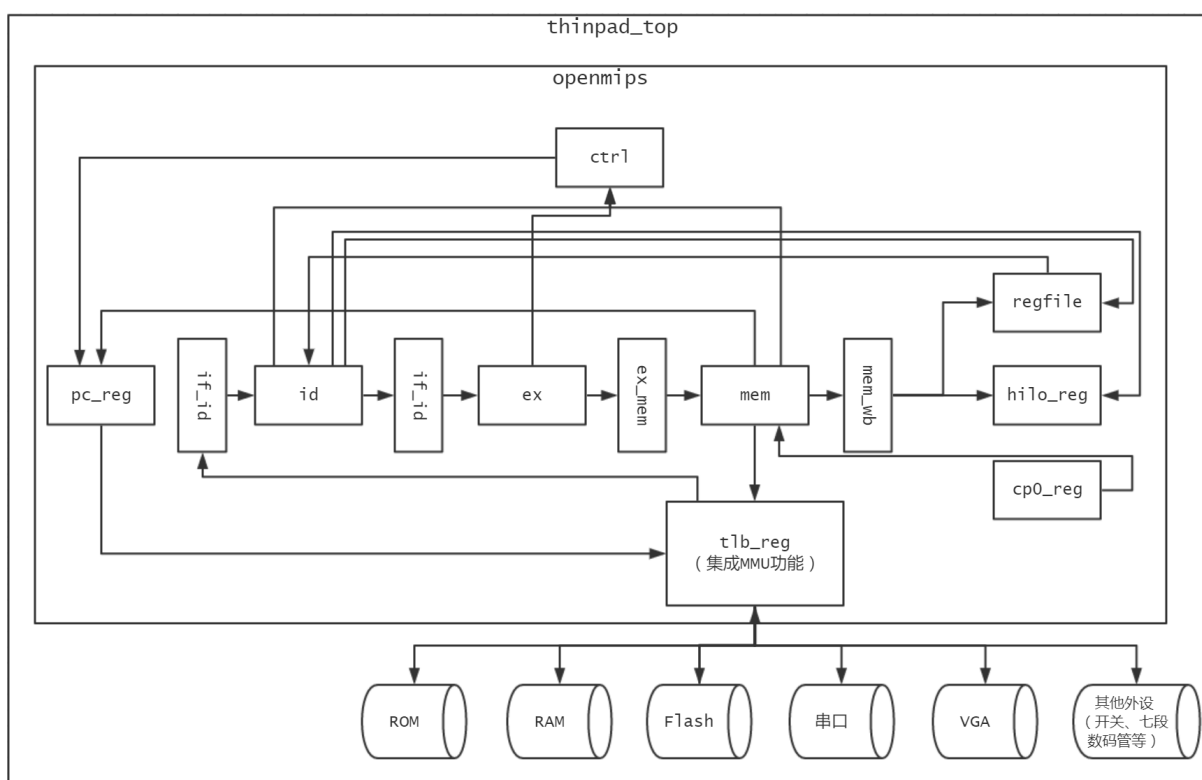 thinpad_top
openmips
ctrl
regfile
pc_reg
if_id
id
if_id
ex
ex_mem
mem
mem_wb
hilo_reg
cp0_reg
tlb_reg
（集成MMU功能）
ROM
RAM
Flash
串口
VGA
其他外设
（开关、七段
数码管等）